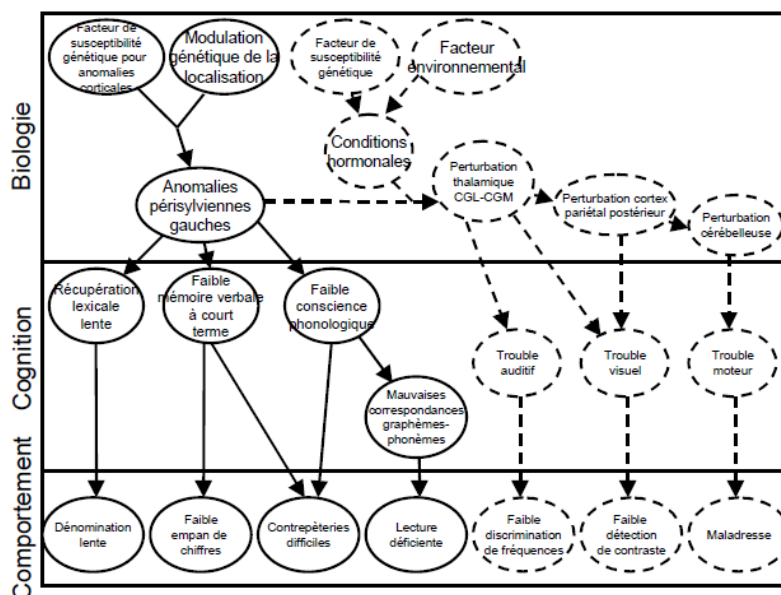 Biologie
Facteur de
susceptibilité
génétique pour
anomalies
corticales
Modulation
génétique de la
localisation
Facteur de
susceptibilité
génétique
Facteur
environnemental
Conditions
hormonales
Anomalies
périsylviennes
gauches
Perturbation
thalamique
CGL-CGM
Perturbation cortex
pariétal postérieur
Perturbation
cérébelleuse
Cognition
Récupération
lexicale
lente
Faible
mémoire verbale
à court
terme
Faible
conscience
phonologique
Mauvaises
correspondances
graphèmes-
phonèmes
Trouble
auditif
Trouble
visuel
Trouble
moteur
Comportement
Dénomination
lente
Faible
empan de
chiffres
Contrepèteries
difficiles
Lecture
déficiente
Faible
discrimination
de fréquences
Faible
détection
de contraste
Maladresse